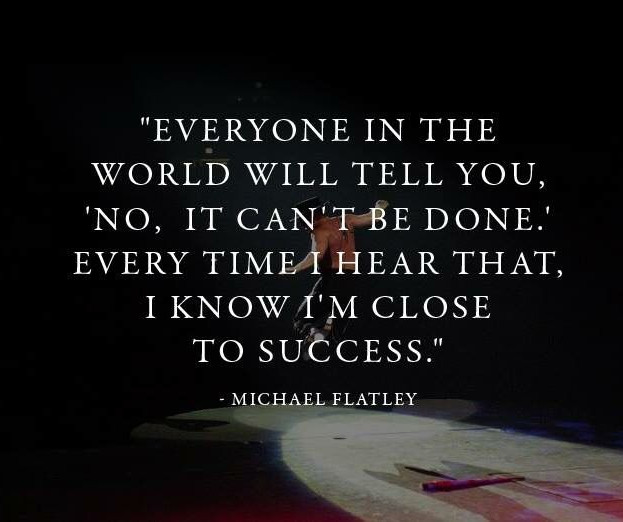 "EVERYONE IN THE
WORLD WILL TELL YOU,
'NO, IT CAN'T BE DONE.'
EVERY TIME I HEAR THAT,
I KNOW I'M CLOSE
TO SUCCESS."
- MICHAEL FLATLEY